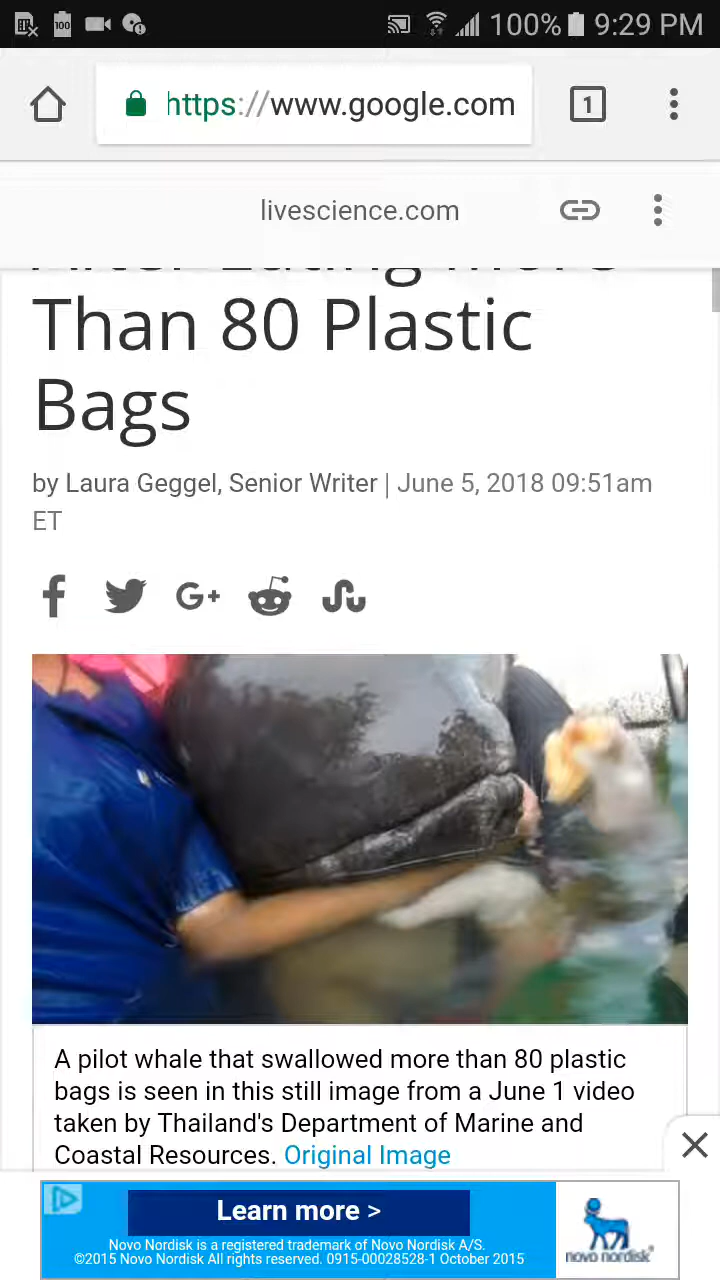 100% 9:29 PM
https://www.google.com
1
livescience.com
After Eating More
Than 80 Plastic
Bags
by Laura Geggel, Senior Writer | June 5, 2018 09:51am
ET
G+
A pilot whale that swallowed more than 80 plastic
bags is seen in this still image from a June 1 video
taken by Thailand's Department of Marine and
Coastal Resources. Original Image
Learn more >
Novo Nordisk is a registered trademark of Novo Nordisk A/S.
©2015 Novo Nordisk All rights reserved. 0915-00028528-1 October 2015
novo nordisk®